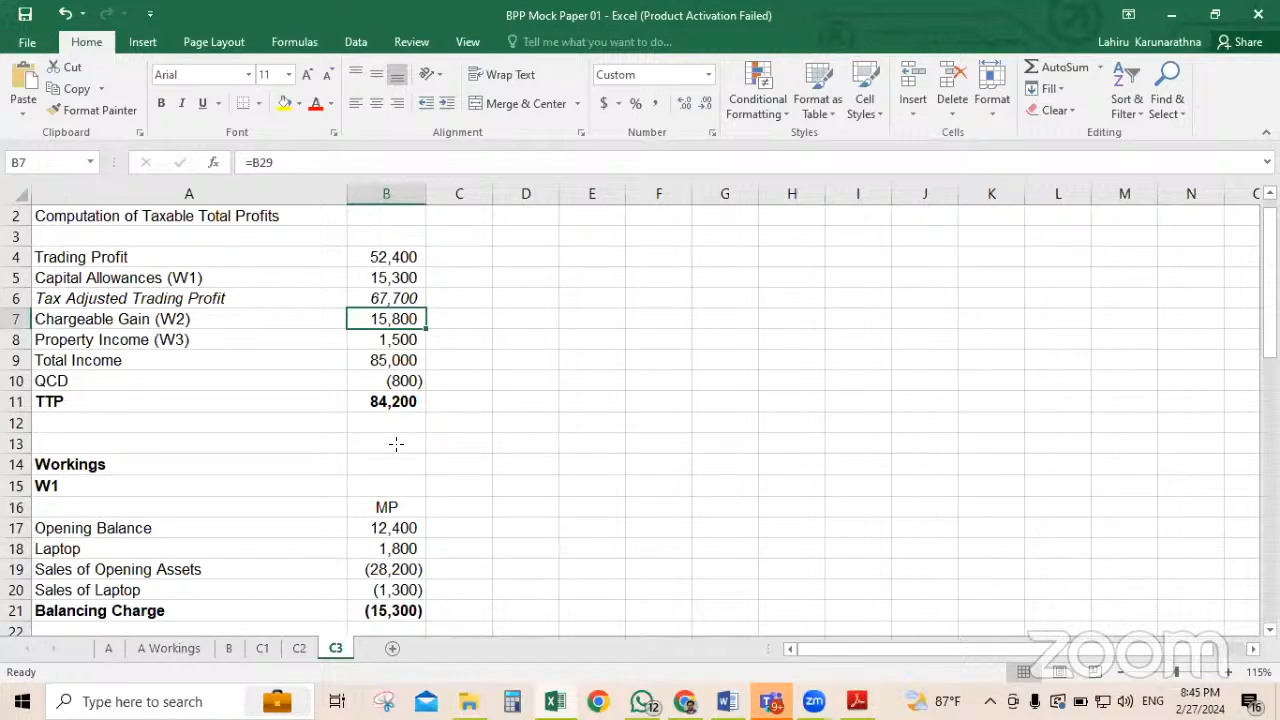 BPP Mock Paper 01 - Excel (Product Activation Failed)
File Home Insert Page Layout Formulas Data Review View Tell me what you want to do... Lahiru Karunarathna Share
Cut
Copy
Format Painter
Paste
Clipboard
Arial 11 A A
B I U A
Font
Wrap Text
Merge & Center
Alignment
Custom
$ % ,
Number
Conditional Formatting
Format as Table
Cell Styles
Styles
Insert Delete Format
Cells
AutoSum
Fill
Clear
Sort & Filter
Find & Select
Editing
B7 fx =B29
A B C D E F G H I J K L M N
2 Computation of Taxable Total Profits
3
4 Trading Profit 52,400
5 Capital Allowances (W1) 15,300
6 Tax Adjusted Trading Profit 67,700
7 Chargeable Gain (W2) 15,800
8 Property Income (W3) 1,500
9 Total Income 85,000
10 QCD (800)
11 TTP 84,200
12
13
14 Workings
15 W1
16 MP
17 Opening Balance 12,400
18 Laptop 1,800
19 Sales of Opening Assets (28,200)
20 Sales of Laptop (1,300)
21 Balancing Charge (15,300)
22
A A Workings B C1 C2 C3
zoom
Ready 115%
Type here to search 12 9+ 87°F ENG 8:45 PM 16
2/27/2024